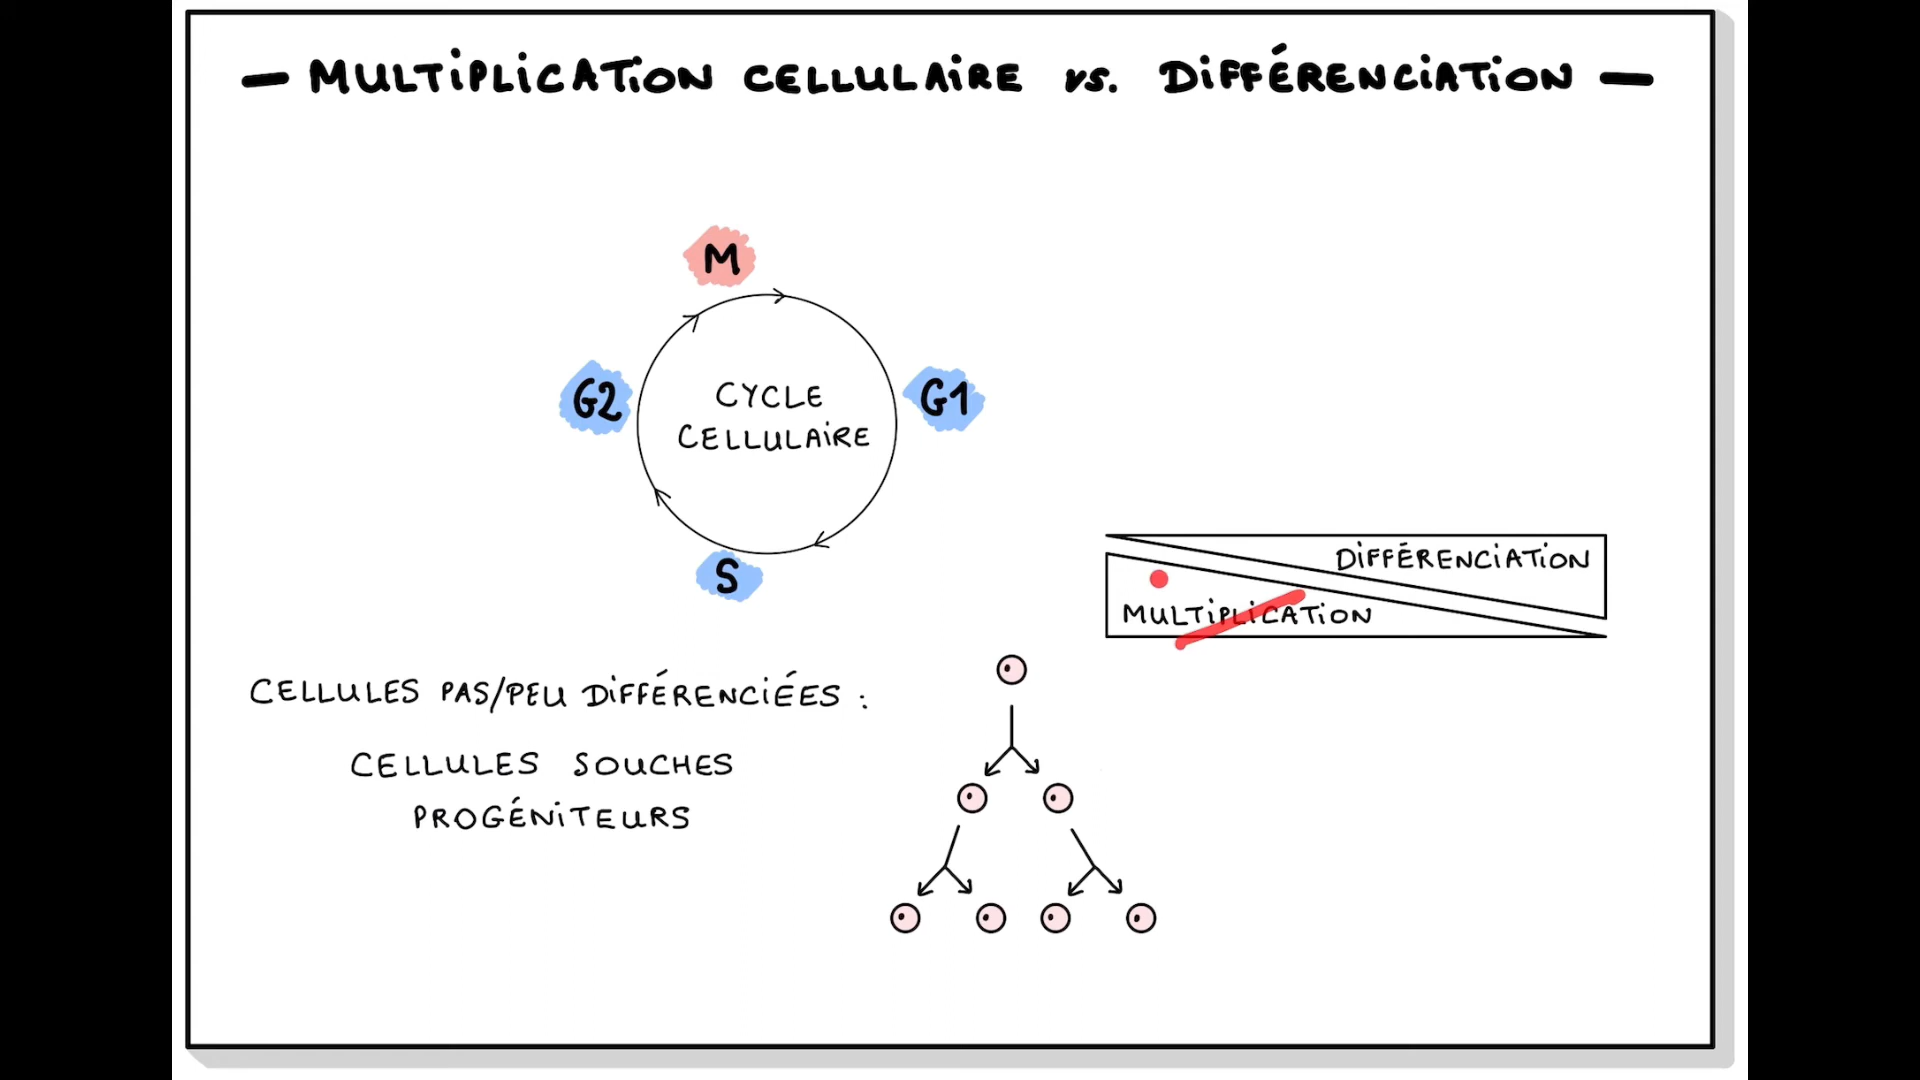 — MULTIPLICATION CELLULAIRE vs. DIFFÉRENCIATION —
M
G2
G1
CYCLE
CELLULAIRE
S
DIFFÉRENCIATION
MULTIPLICATION
CELLULES PAS/PEU DIFFÉRENCIÉES :
CELLULES SOUCHES
PROGÉNITEURS